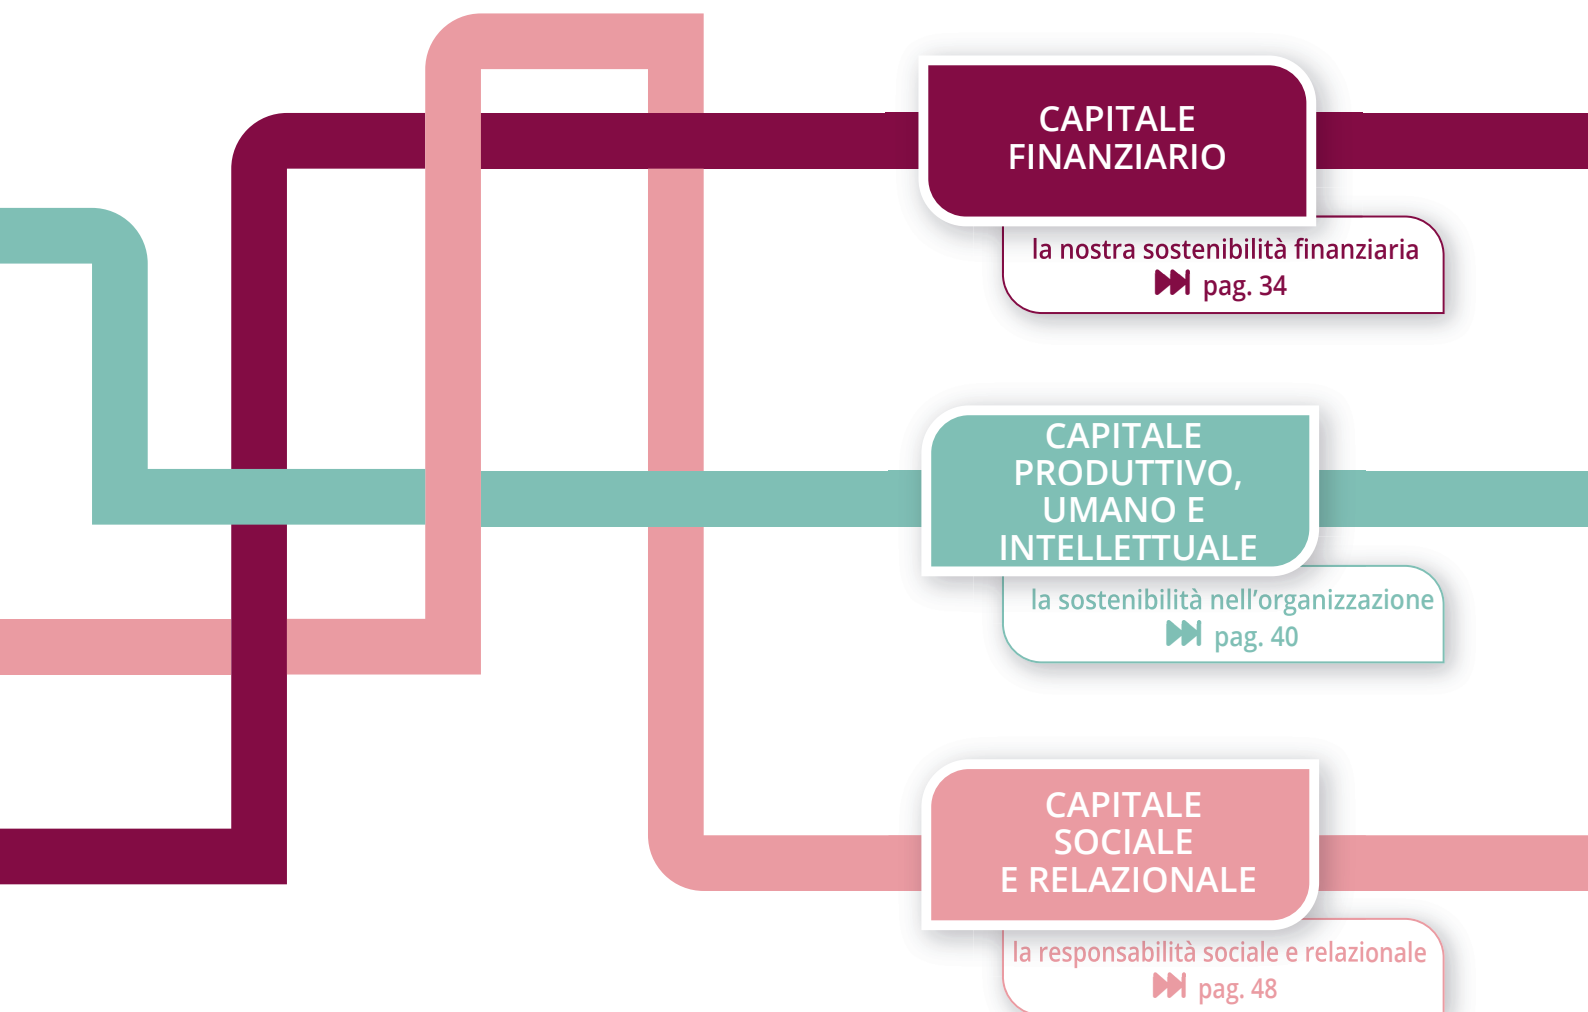 CAPITALE
FINANZIARIO
la nostra sostenibilità finanziaria
pag. 34
CAPITALE
PRODUTTIVO,
UMANO E
INTELLETTUALE
la sostenibilità nell’organizzazione
pag. 40
CAPITALE
SOCIALE
E RELAZIONALE
la responsabilità sociale e relazionale
pag. 48